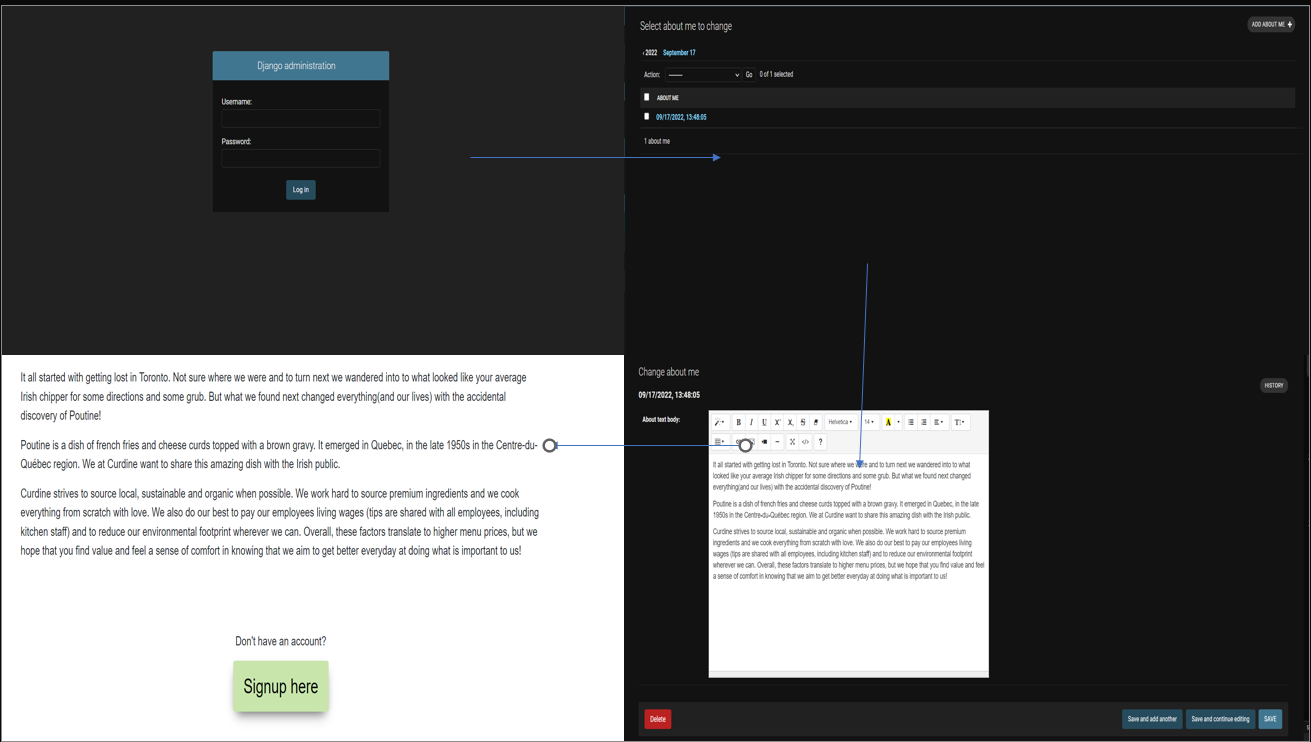 Django administration
Username:
Password:
Log in
Select about me to change
ADD ABOUT ME +
‹ 2022 September 17
Action: Go 0 of 1 selected
ABOUT ME
09/17/2022, 13:48:05
1 about me
It all started with getting lost in Toronto. Not sure where we were and to turn next we wandered into to what looked like your average
Irish chipper for some directions and some grub. But what we found next changed everything(and our lives) with the accidental
discovery of Poutine!
Poutine is a dish of french fries and cheese curds topped with a brown gravy. It emerged in Quebec, in the late 1950s in the Centre-du-
Québec region. We at Curdine want to share this amazing dish with the Irish public.
Curdine strives to source local, sustainable and organic when possible. We work hard to source premium ingredients and we cook
everything from scratch with love. We also do our best to pay our employees living wages (tips are shared with all employees, including
kitchen staff) and to reduce our environmental footprint wherever we can. Overall, these factors translate to higher menu prices, but we
hope that you find value and feel a sense of comfort in knowing that we aim to get better everyday at doing what is important to us!
Don't have an account?
Signup here
Change about me
HISTORY
09/17/2022, 13:48:05
About text body:
B I U X² X₂ S Helvetica 14 A T
</> ?
It all started with getting lost in Toronto. Not sure where we and to turn next we wandered into to what
looked like your average Irish chipper for some directions and some grub. But what we found next changed
everything(and our lives) with the accidental discovery of Poutine!
Poutine is a dish of french fries and cheese curds topped with a brown gravy. It emerged in Quebec, in the late
1950s in the Centre-du-Québec region. We at Curdine want to share this amazing dish with the Irish public.
Curdine strives to source local, sustainable and organic when possible. We work hard to source premium
ingredients and we cook everything from scratch with love. We also do our best to pay our employees living
wages (tips are shared with all employees, including kitchen staff) and to reduce our environmental footprint
wherever we can. Overall, these factors translate to higher menu prices, but we hope that you find value and feel
a sense of comfort in knowing that we aim to get better everyday at doing what is important to us!
Delete
Save and add another
Save and continue editing
SAVE